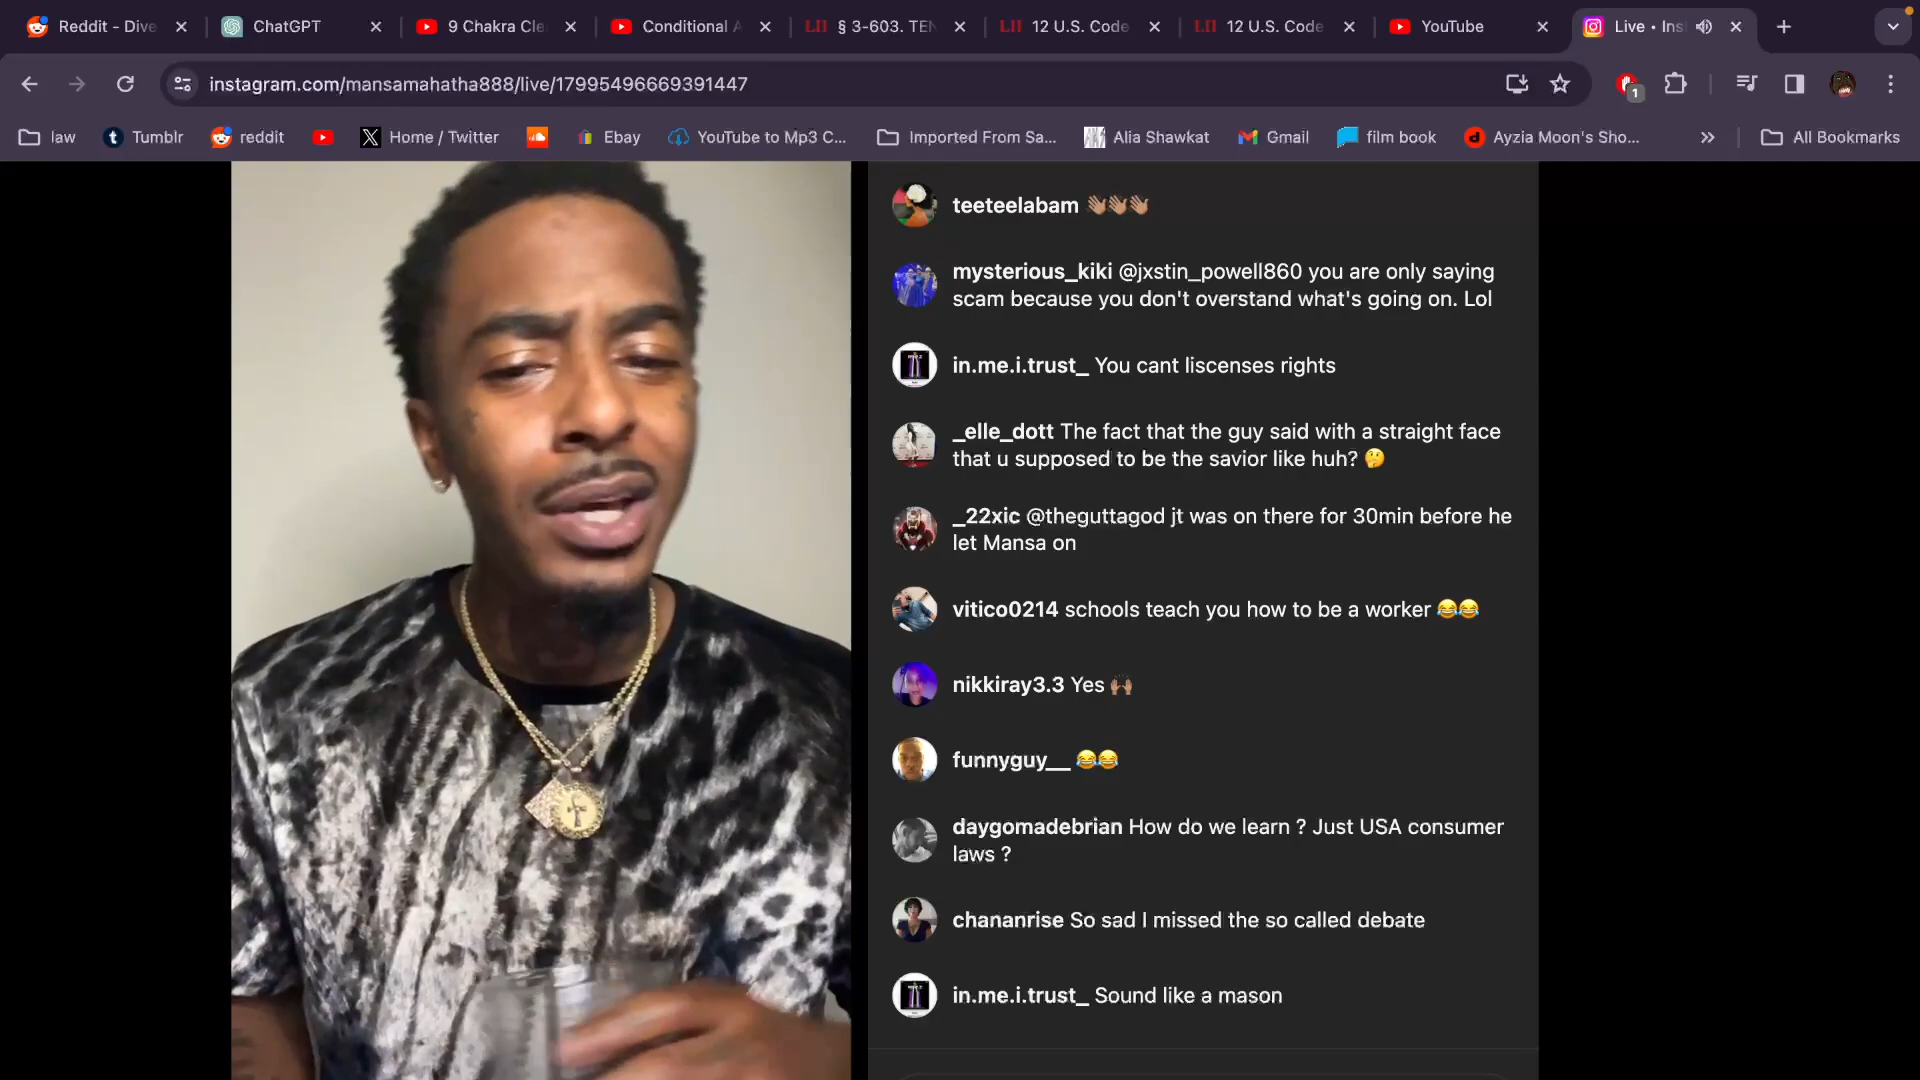 Reddit - Dive
ChatGPT
9 Chakra Cle
Conditional A
LII § 3-603. TEN
LII 12 U.S. Code
LII 12 U.S. Code
YouTube
Live • Ins
instagram.com/mansamahatha888/live/17995496669391447
1
law
Tumblr
reddit
Home / Twitter
Ebay
YouTube to Mp3 C...
Imported From Sa...
Alia Shawkat
Gmail
film book
Ayzia Moon's Sho...
All Bookmarks
teeteelabam 👋🏽👋🏽👋🏽
mysterious_kiki @jxstin_powell860 you are only saying
scam because you don't overstand what's going on. Lol
in.me.i.trust_ You cant liscenses rights
_elle_dott The fact that the guy said with a straight face
that u supposed to be the savior like huh? 🤔
_22xic @theguttagod jt was on there for 30min before he
let Mansa on
vitico0214 schools teach you how to be a worker 😂😂
nikkiray3.3 Yes 🙌🏽
funnyguy__ 😂😂
daygomadebrian How do we learn ? Just USA consumer
laws ?
chananrise So sad I missed the so called debate
in.me.i.trust_ Sound like a mason